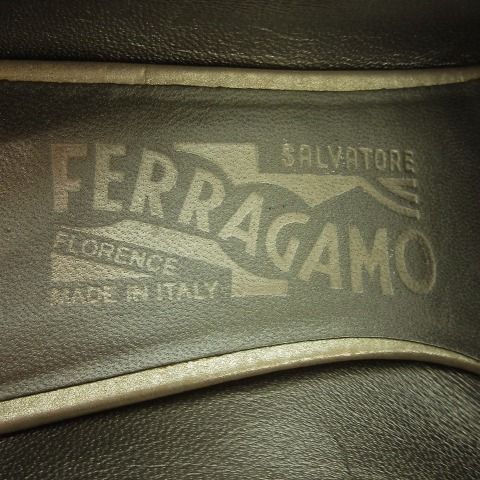 SALVATORE
FERRAGAMO
FLORENCE
MADE IN ITALY